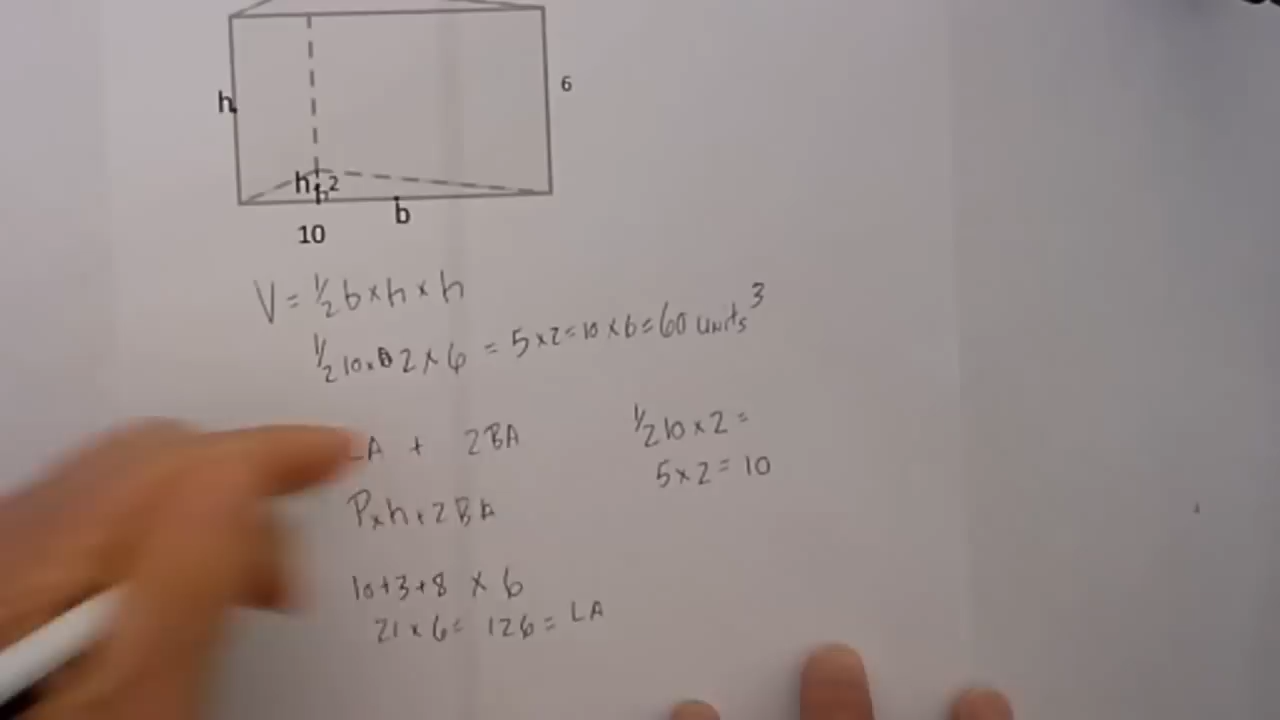 h
6
h 2
h
b
10
V = 1/2 b x h x h
1/2 10 x 2 x 6 = 5 x 2 = 10 x 6 = 60 units³
LA + 2BA
1/2 10 x 2 =
5 x 2 = 10
P x h + 2BA
10+3+8 x 6
21 x 6 = 126 = LA